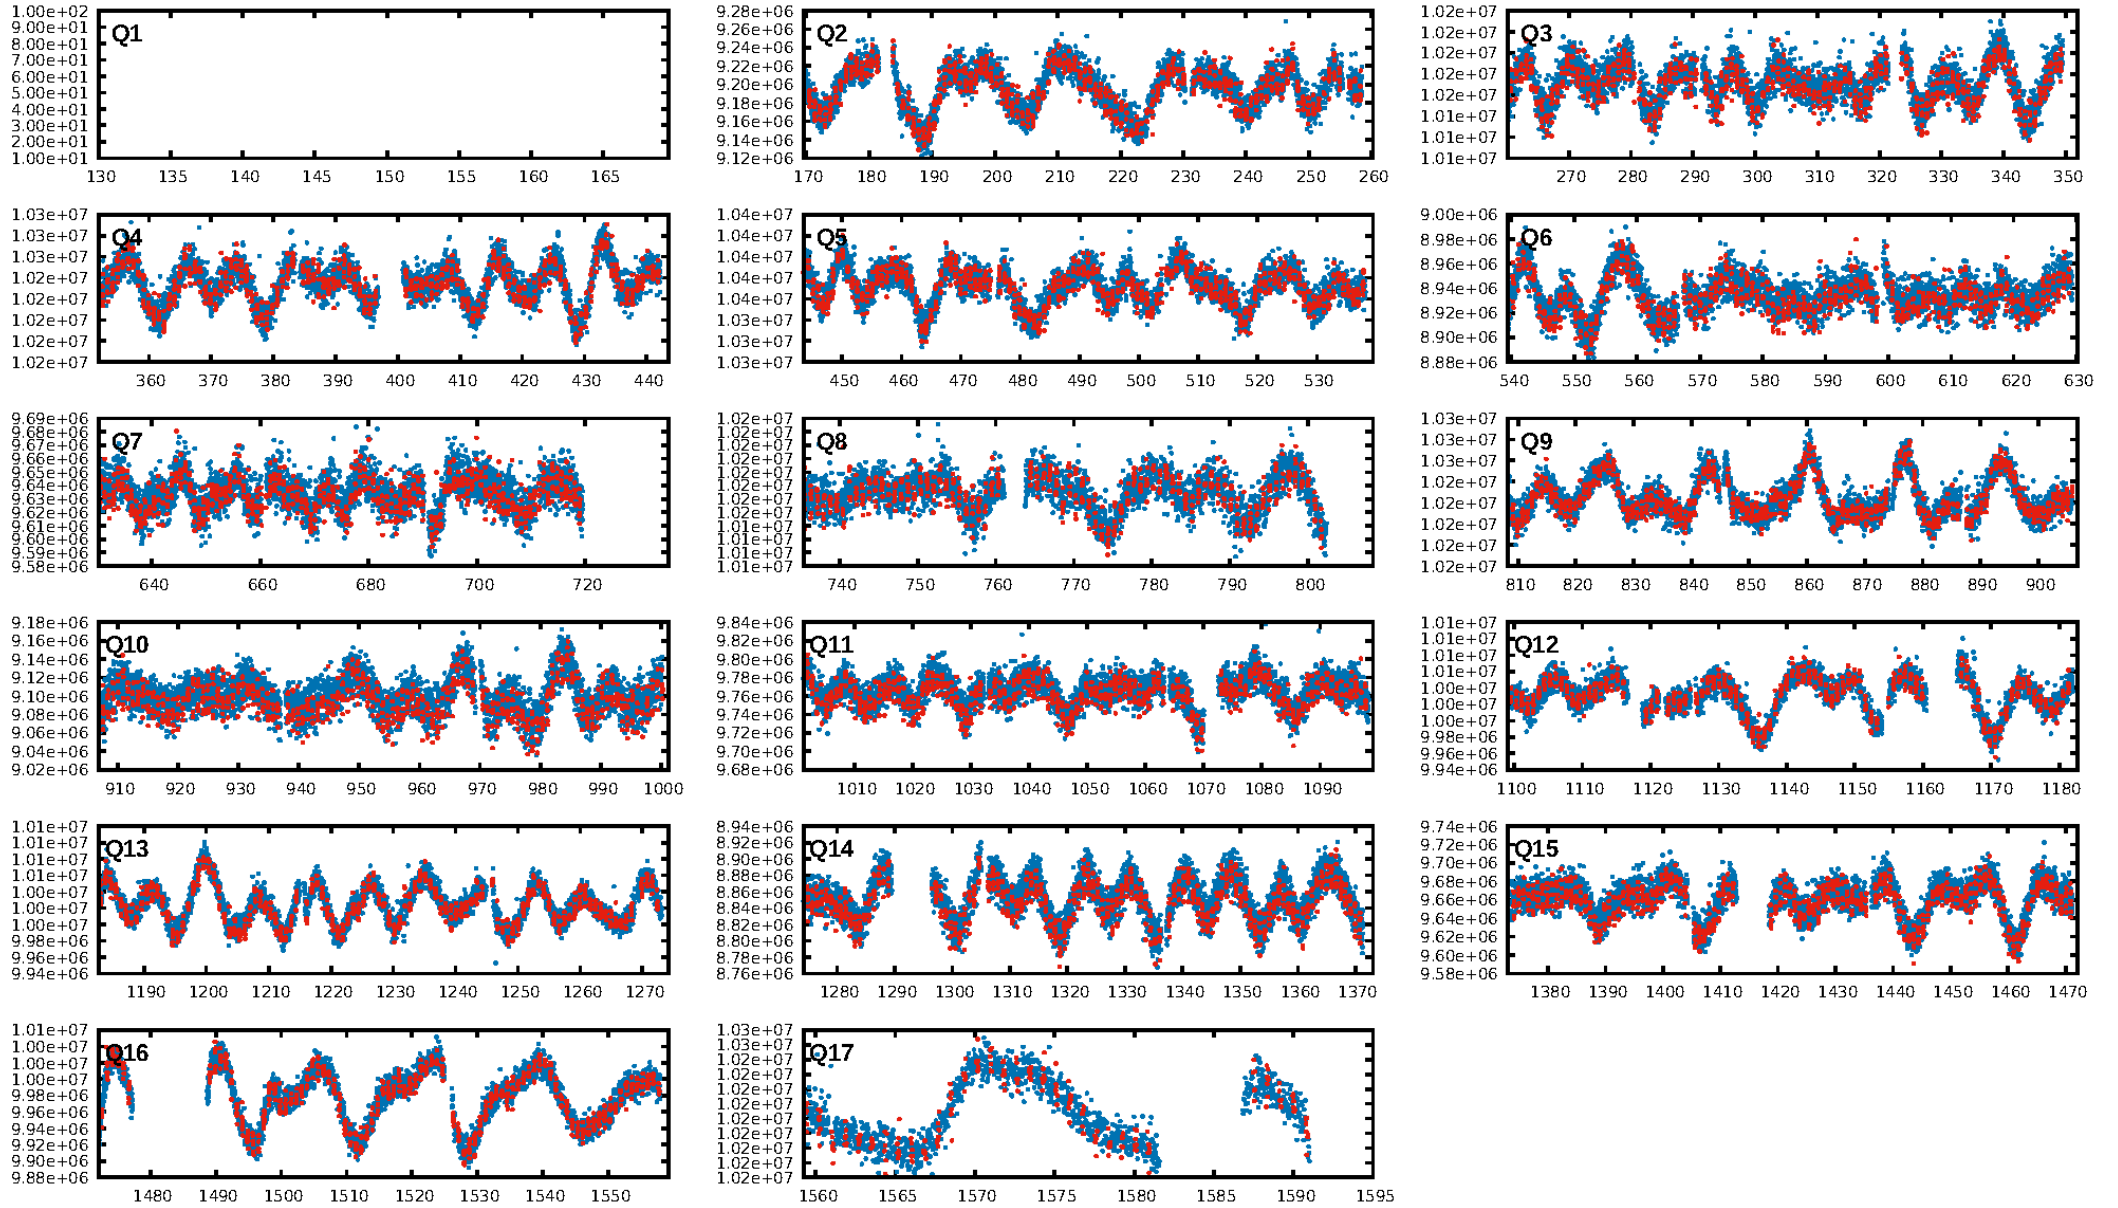 1.00e+02
9.00e+01
8.00e+01
7.00e+01
6.00e+01
5.00e+01
4.00e+01
3.00e+01
2.00e+01
1.00e+01
Q1
130 135 140 145 150 155 160 165
9.28e+06
9.26e+06
9.24e+06
9.22e+06
9.20e+06
9.18e+06
9.16e+06
9.14e+06
9.12e+06
Q2
170 180 190 200 210 220 230 240 250 260
1.02e+07
1.02e+07
1.02e+07
1.02e+07
1.02e+07
1.01e+07
1.01e+07
1.01e+07
Q3
270 280 290 300 310 320 330 340 350
1.03e+07
1.03e+07
1.03e+07
1.02e+07
1.02e+07
1.02e+07
1.02e+07
1.02e+07
Q4
360 370 380 390 400 410 420 430 440
1.04e+07
1.04e+07
1.04e+07
1.04e+07
1.04e+07
1.03e+07
1.03e+07
1.03e+07
Q5
450 460 470 480 490 500 510 520 530
9.00e+06
8.98e+06
8.96e+06
8.94e+06
8.92e+06
8.90e+06
8.88e+06
Q6
540 550 560 570 580 590 600 610 620 630
9.69e+06
9.68e+06
9.67e+06
9.66e+06
9.65e+06
9.64e+06
9.63e+06
9.62e+06
9.61e+06
9.60e+06
9.59e+06
9.58e+06
Q7
640 660 680 700 720
1.02e+07
1.02e+07
1.02e+07
1.02e+07
1.02e+07
1.02e+07
1.01e+07
1.01e+07
1.01e+07
Q8
740 750 760 770 780 790 800
1.03e+07
1.03e+07
1.03e+07
1.02e+07
1.02e+07
1.02e+07
1.02e+07
1.02e+07
Q9
810 820 830 840 850 860 870 880 890 900
9.18e+06
9.16e+06
9.14e+06
9.12e+06
9.10e+06
9.08e+06
9.06e+06
9.04e+06
9.02e+06
Q10
910 920 930 940 950 960 970 980 990 1000
9.84e+06
9.82e+06
9.80e+06
9.78e+06
9.76e+06
9.74e+06
9.72e+06
9.70e+06
9.68e+06
Q11
1010 1020 1030 1040 1050 1060 1070 1080 1090
1.01e+07
1.01e+07
1.01e+07
1.01e+07
1.00e+07
1.00e+07
1.00e+07
9.98e+06
9.96e+06
9.94e+06
Q12
1100 1110 1120 1130 1140 1150 1160 1170 1180
1.01e+07
1.01e+07
1.01e+07
1.01e+07
1.00e+07
1.00e+07
1.00e+07
9.98e+06
9.96e+06
9.94e+06
Q13
1190 1200 1210 1220 1230 1240 1250 1260 1270
8.94e+06
8.92e+06
8.90e+06
8.88e+06
8.86e+06
8.84e+06
8.82e+06
8.80e+06
8.78e+06
8.76e+06
Q14
1280 1290 1300 1310 1320 1330 1340 1350 1360 1370
9.74e+06
9.72e+06
9.70e+06
9.68e+06
9.66e+06
9.64e+06
9.62e+06
9.60e+06
9.58e+06
Q15
1380 1390 1400 1410 1420 1430 1440 1450 1460 1470
1.01e+07
1.00e+07
1.00e+07
1.00e+07
9.98e+06
9.96e+06
9.94e+06
9.92e+06
9.90e+06
9.88e+06
Q16
1480 1490 1500 1510 1520 1530 1540 1550
1.03e+07
1.03e+07
1.02e+07
1.02e+07
1.02e+07
1.02e+07
1.02e+07
1.02e+07
1.02e+07
1.02e+07
1.02e+07
Q17
1560 1565 1570 1575 1580 1585 1590 1595